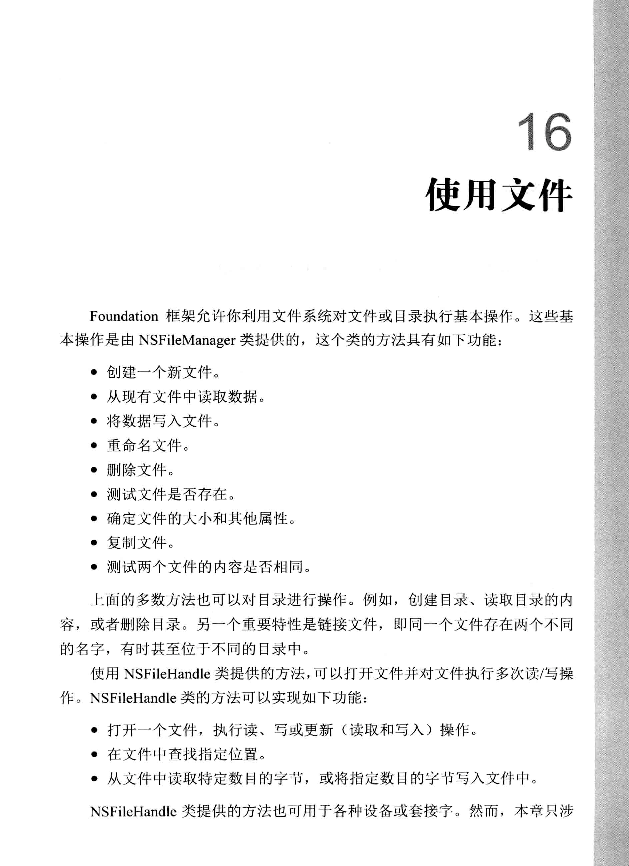 16
使用文件
Foundation 框架允许你利用文件系统对文件或目录执行基本操作。这些基
本操作是由 NSFileManager 类提供的，这个类的方法具有如下功能：
● 创建一个新文件。
● 从现有文件中读取数据。
● 将数据写入文件。
● 重命名文件。
● 删除文件。
● 测试文件是否存在。
● 确定文件的大小和其他属性。
● 复制文件。
● 测试两个文件的内容是否相同。
上面的多数方法也可以对目录进行操作。例如，创建目录、读取目录的内
容，或者删除目录。另一个重要特性是链接文件，即同一个文件存在两个不同
的名字，有时甚至位于不同的目录中。
使用 NSFileHandle 类提供的方法，可以打开文件并对文件执行多次读/写操
作。NSFileHandle 类的方法可以实现如下功能：
● 打开一个文件，执行读、写或更新（读取和写入）操作。
● 在文件中查找指定位置。
● 从文件中读取特定数目的字节，或将指定数目的字节写入文件中。
NSFileHandle 类提供的方法也可用于各种设备或套接字。然而，本章只涉